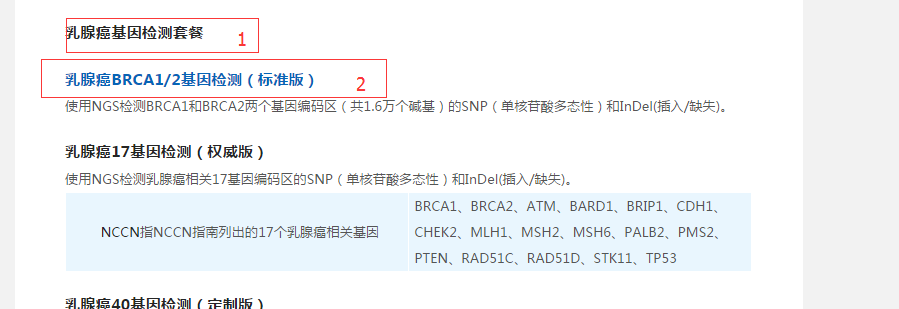 乳腺癌基因检测套餐
1
乳腺癌BRCA1/2基因检测（标准版）
2
使用NGS检测BRCA1和BRCA2两个基因编码区（共1.6万个碱基）的SNP（单核苷酸多态性）和InDel(插入/缺失)。
乳腺癌17基因检测（权威版）
使用NGS检测乳腺癌相关17基因编码区的SNP（单核苷酸多态性）和InDel(插入/缺失)。
NCCN指NCCN指南列出的17个乳腺癌相关基因
BRCA1、BRCA2、ATM、BARD1、BRIP1、CDH1、
CHEK2、MLH1、MSH2、MSH6、PALB2、PMS2、
PTEN、RAD51C、RAD51D、STK11、TP53
乳腺癌40基因检测（定制版）